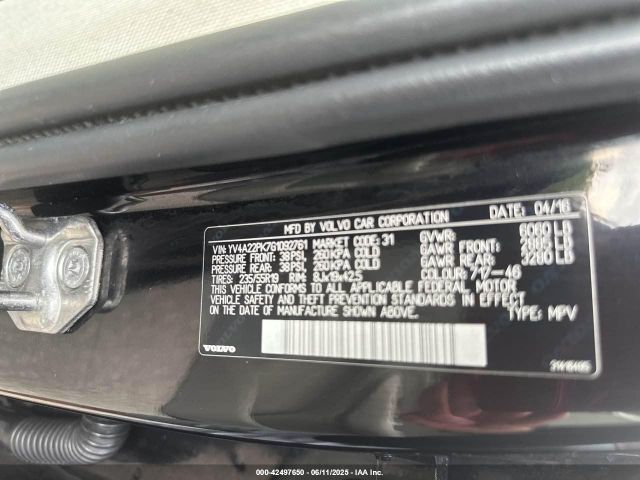 MFD BY VOLVO CAR CORPORATION DATE: 04/16
VIN: YV4A22PK7G1092761 MARKET CODE: 31 GVWR: 6060 LB
PRESSURE FRONT: 38PSI, 260KPA COLD GAWR FRONT: 2885 LB
PRESSURE REAR: 38PSI, 260KPA COLD GAWR REAR: 3280 LB
TIRES: 235/55R19 RIM: 8JX19X42.5 COLOUR: 717-46
VEHICLE CONFORMS TO ALL APPLICABLE FEDERAL MOTOR
VEHICLE SAFETY AND THEFT PREVENTION STANDARDS IN EFFECT
ON THE DATE OF MANUFACTURE SHOWN ABOVE. TYPE: MPV
VOLVO
000-42497650 - 06/11/2025 - IAA Inc.